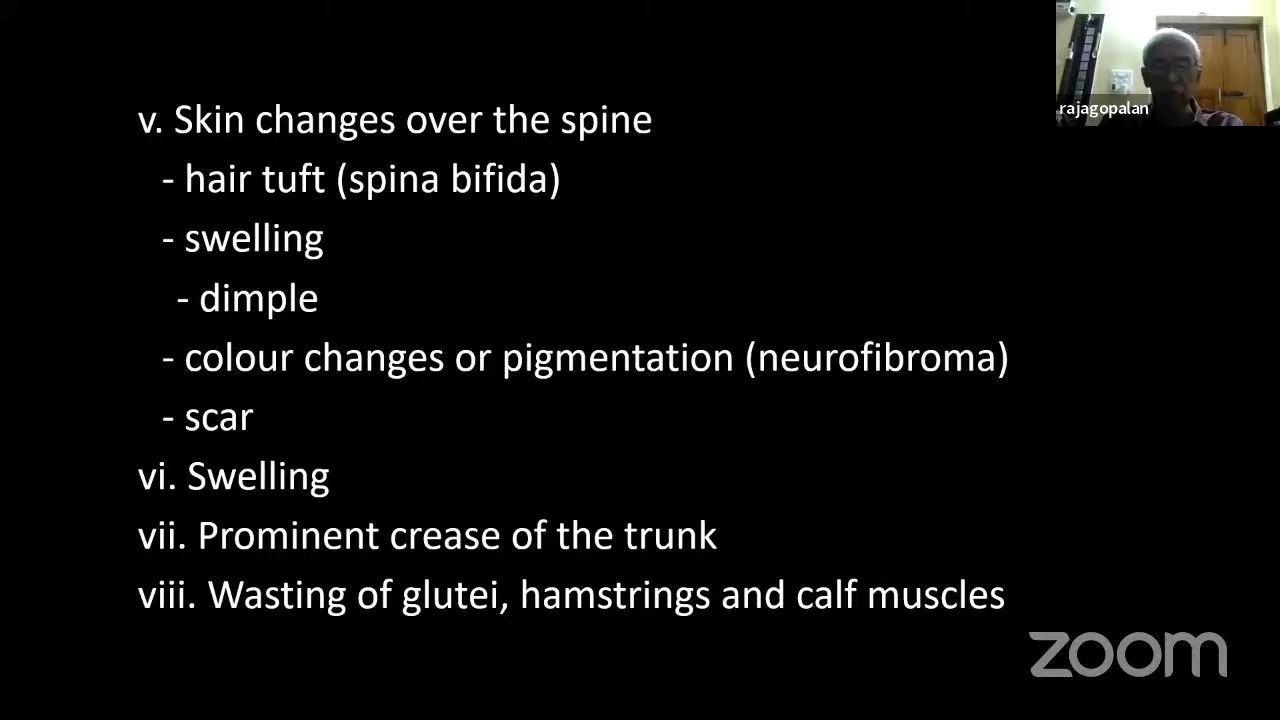 rajagopalan
v. Skin changes over the spine
- hair tuft (spina bifida)
- swelling
- dimple
- colour changes or pigmentation (neurofibroma)
- scar
vi. Swelling
vii. Prominent crease of the trunk
viii. Wasting of glutei, hamstrings and calf muscles
zoom